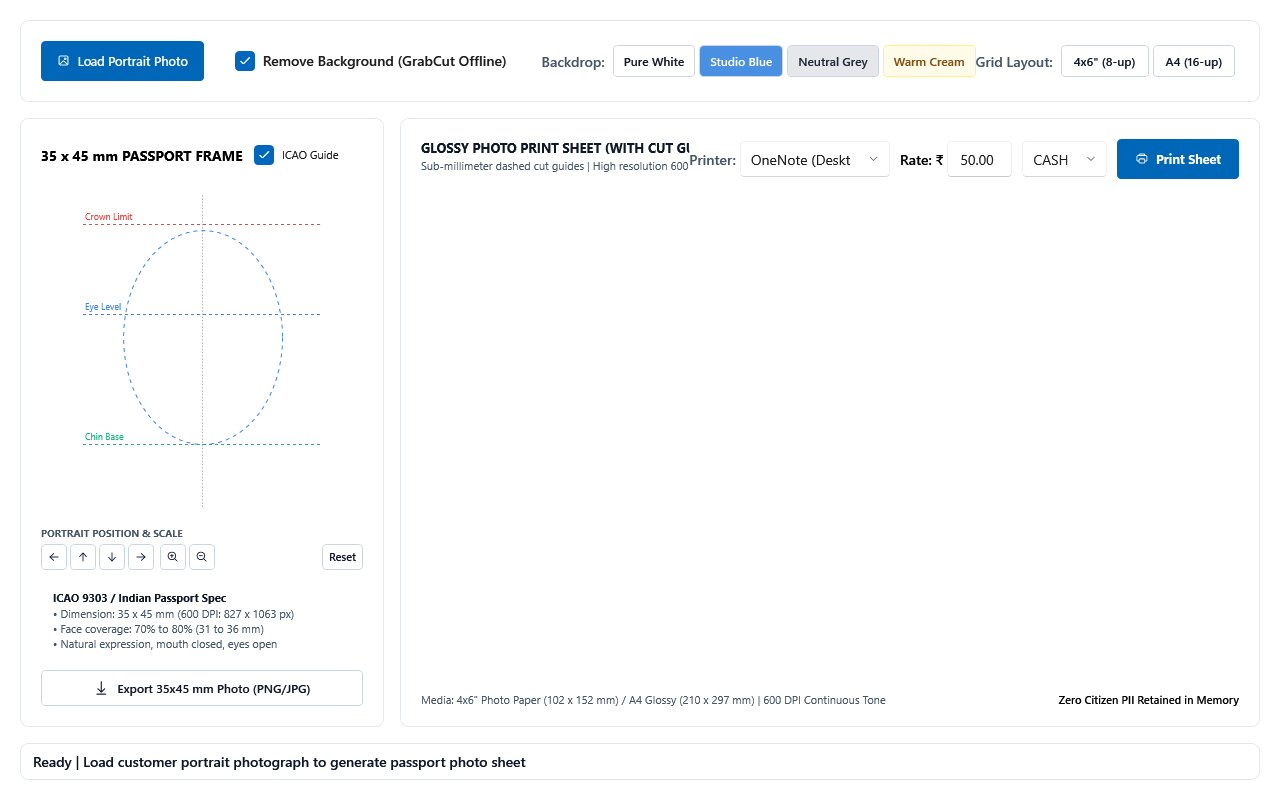 Load Portrait Photo
Remove Background (GrabCut Offline)
Backdrop:
Pure White
Studio Blue
Neutral Grey
Warm Cream
Grid Layout:
4x6" (8-up)
A4 (16-up)
35 x 45 mm PASSPORT FRAME
ICAO Guide
Crown Limit
Eye Level
Chin Base
PORTRAIT POSITION & SCALE
Reset
ICAO 9303 / Indian Passport Spec
• Dimension: 35 x 45 mm (600 DPI: 827 x 1063 px)
• Face coverage: 70% to 80% (31 to 36 mm)
• Natural expression, mouth closed, eyes open
Export 35x45 mm Photo (PNG/JPG)
GLOSSY PHOTO PRINT SHEET (WITH CUT GU
Sub-millimeter dashed cut guides | High resolution 600
Printer:
OneNote (Deskt
Rate: ₹
50.00
CASH
Print Sheet
Media: 4x6" Photo Paper (102 x 152 mm) / A4 Glossy (210 x 297 mm) | 600 DPI Continuous Tone
Zero Citizen PII Retained in Memory
Ready | Load customer portrait photograph to generate passport photo sheet